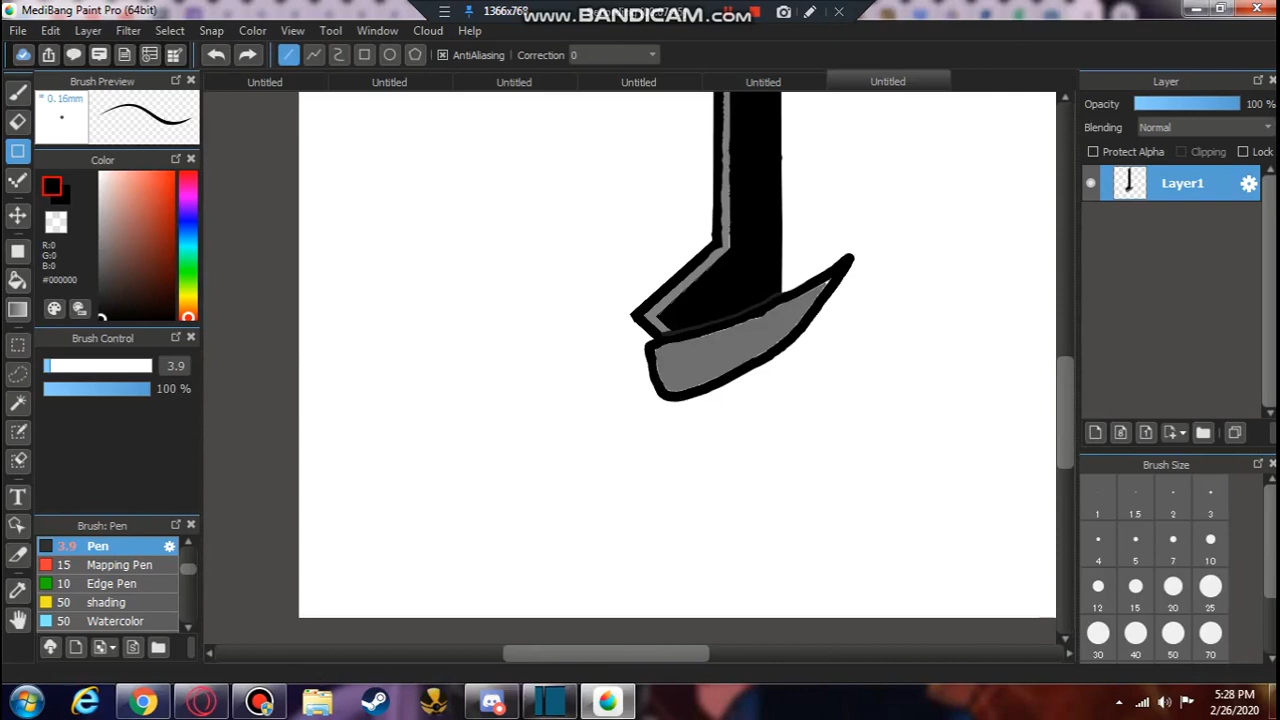 MediBang Paint Pro (64bit)
1366x768
www.BANDICAM.com
File Edit View Layer Filter Select Snap Color View Tool Window Cloud Help
AntiAliasing Correction 0
Brush Preview
Untitled Untitled Untitled Untitled Untitled Untitled
Layer
* 0.16mm
Opacity 100 %
Blending Normal
Protect Alpha Clipping Lock
Color
Layer1
R:0
G:0
B:0
#000000
Brush Control
3.9
100 %
Brush Size
1 1.5 2 3
4 5 7 10
12 15 20 25
30 40 50 70
Brush: Pen
3.9 Pen
15 Mapping Pen
10 Edge Pen
50 shading
50 Watercolor
5:28 PM
2/26/2020